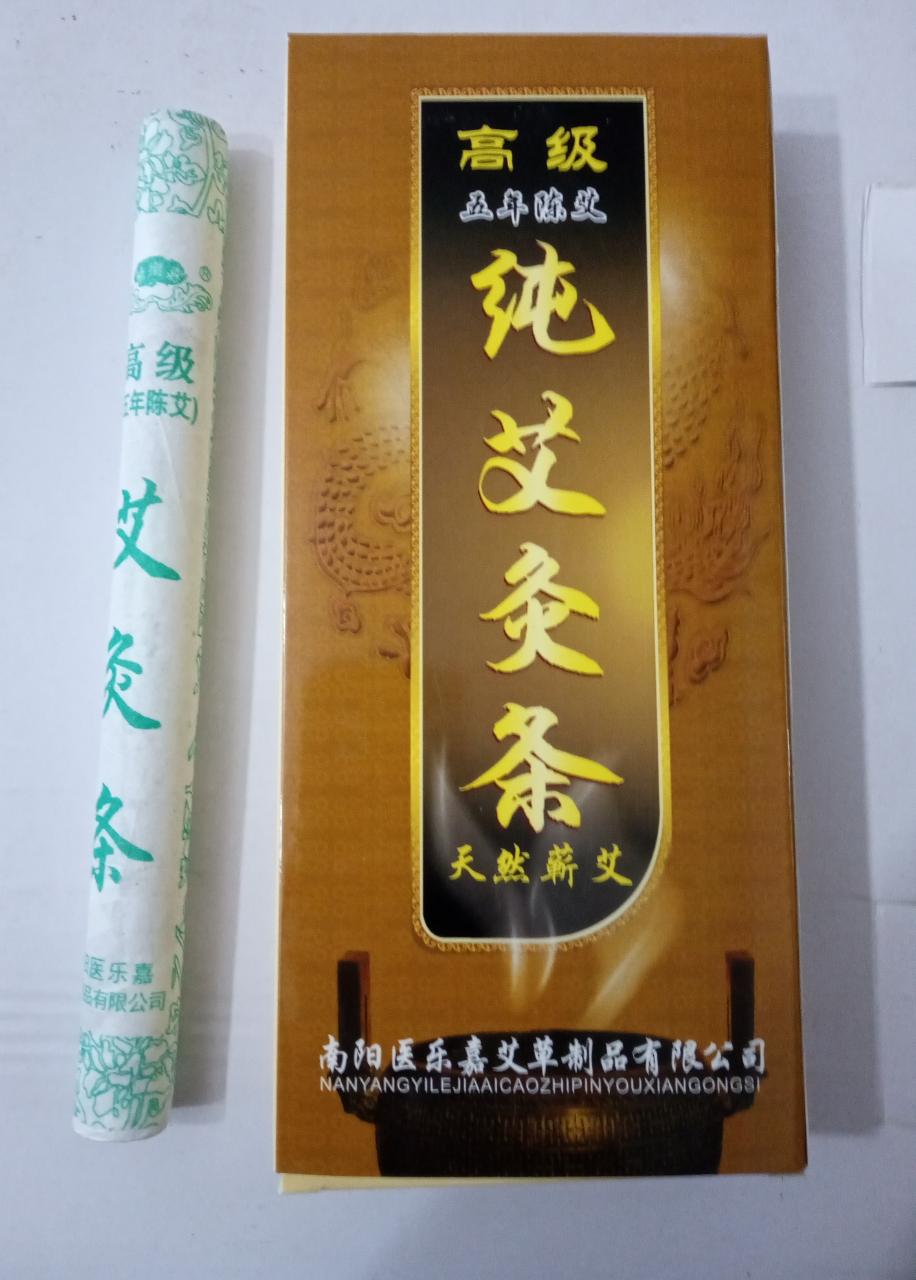 高级
年陈艾)
艾
灸
条
医乐嘉
品有限公司
®
高级
五年陈艾
纯
艾
灸
条
天然蕲艾
南阳医乐嘉艾草制品有限公司
NANYANGYILEJIAAICAOZHIPINYOUXIANGONGSI